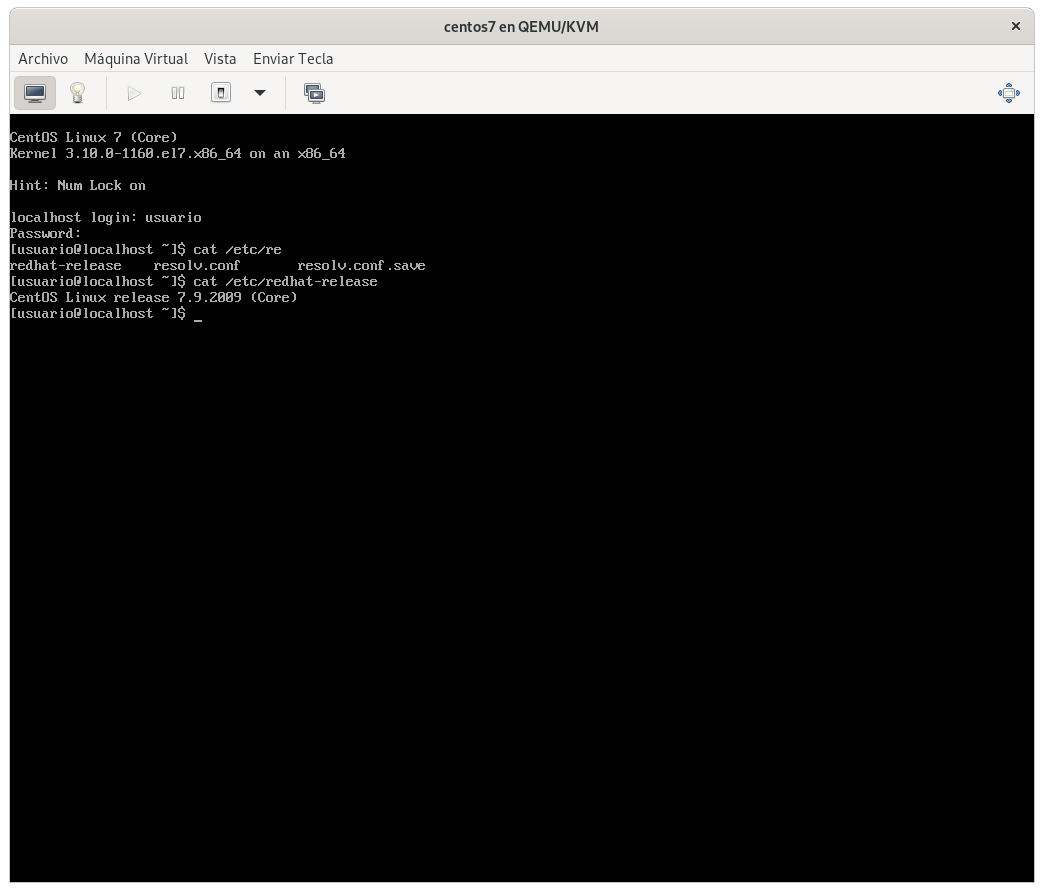 centos7 en QEMU/KVM
Archivo Máquina Virtual Vista Enviar Tecla
CentOS Linux 7 (Core)
Kernel 3.10.0-1160.el7.x86_64 on an x86_64
Hint: Num Lock on
localhost login: usuario
Password:
[usuario@localhost ~]$ cat /etc/re
redhat-release    resolv.conf       resolv.conf.save
[usuario@localhost ~]$ cat /etc/redhat-release
CentOS Linux release 7.9.2009 (Core)
[usuario@localhost ~]$ _